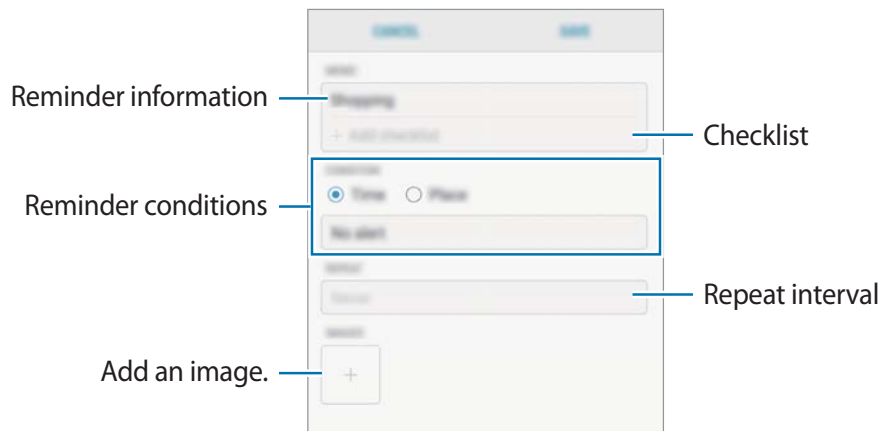 CANCEL SAVE
Reminder information
Shopping
+ Add checklist
Checklist
Reminder conditions
Time Place
No alert
Repeat interval
Add an image.
+